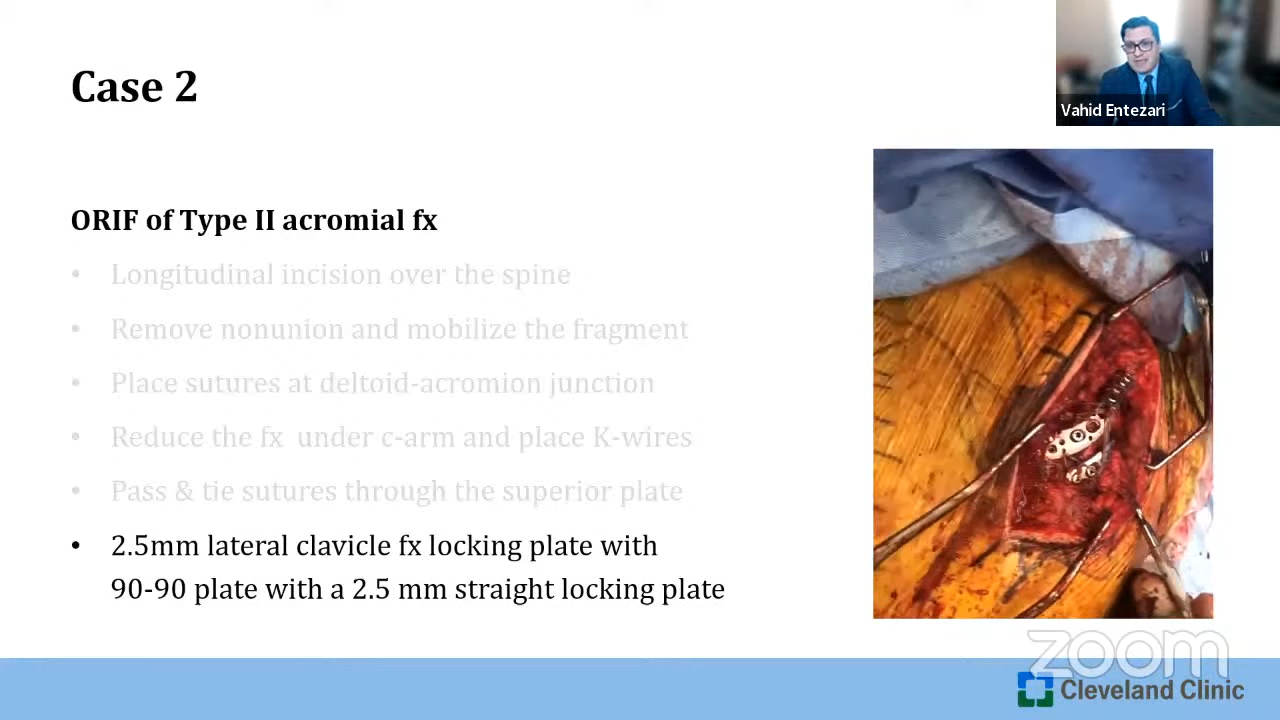 Case 2
Vahid Entezari
ORIF of Type II acromial fx
• Longitudinal incision over the spine
• Remove nonunion and mobilize the fragment
• Place sutures at deltoid-acromion junction
• Reduce the fx under c-arm and place K-wires
• Pass & tie sutures through the superior plate
• 2.5mm lateral clavicle fx locking plate with
90-90 plate with a 2.5 mm straight locking plate
zoom
Cleveland Clinic